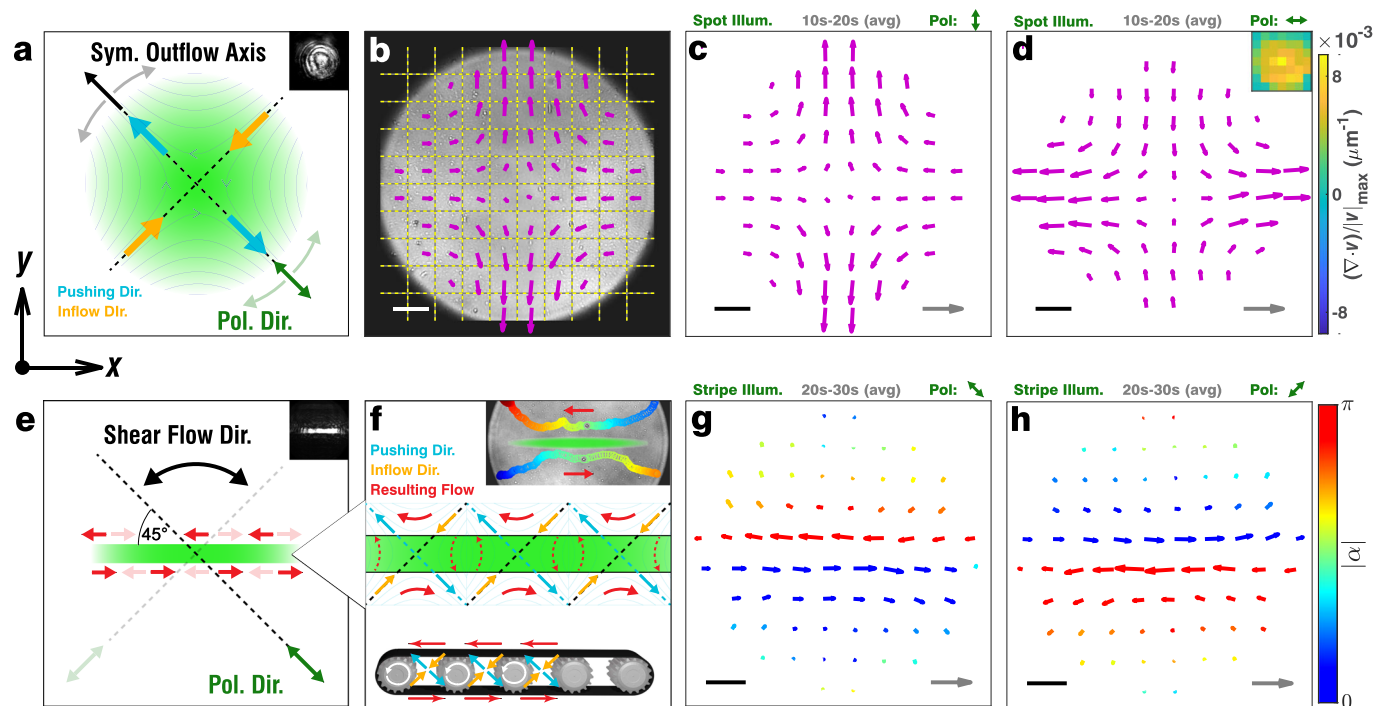 a
Sym. Outflow Axis
Pushing Dir.
Inflow DIr.
Pol. Dir.
y
x
b
Spot Illum. 10s-20s (avg) Pol:
c
Spot Illum. 10s-20s (avg) Pol:
d
×10⁻³
8
0
-8
(∇·v)/|v|max (μm⁻¹)
e
Shear Flow Dir.
45°
Pol. Dir.
f
Pushing Dir.
Inflow Dir.
Resulting Flow
Stripe Illum. 20s-30s (avg) Pol:
g
Stripe Illum. 20s-30s (avg) Pol:
h
π
|α|
0